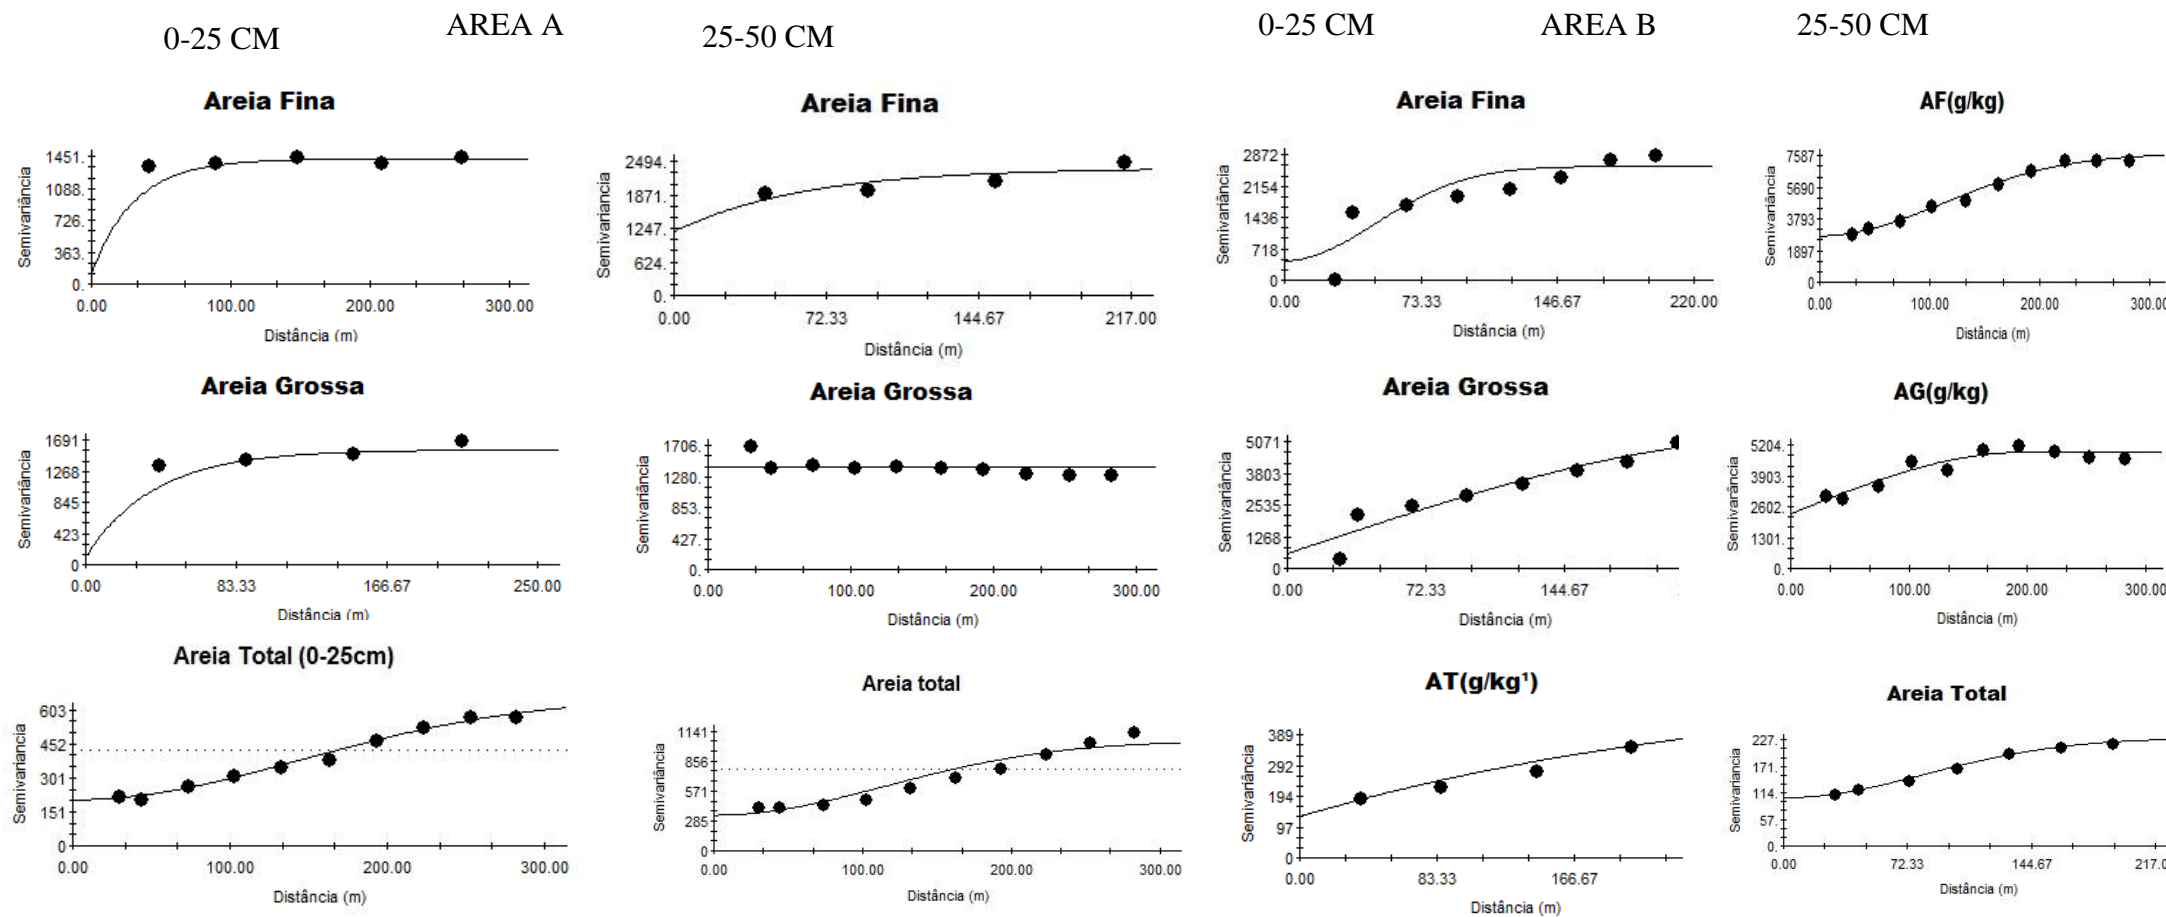 0-25 CM
AREA A
25-50 CM
0-25 CM
AREA B
25-50 CM
Areia Fina
Semivariância
1451.
1088.
726.
363.
0.
0.00 100.00 200.00 300.00
Distância (m)
Areia Fina
Semivariancia
2494.
1871.
1247.
624.
0.
0.00 72.33 144.67 217.00
Distância (m)
Areia Fina
Semivariância
2872
2154
1436
718
0
0.00 73.33 146.67 220.00
Distância (m)
AF(g/kg)
Semivariância
7587
5690
3793
1897
0
0.00 100.00 200.00 300.00
Distância (m)
Areia Grossa
Semivariância
1691
1268
845
423
0
0.00 83.33 166.67 250.00
Distância (m)
Areia Grossa
Semivariância
1706.
1280.
853.
427.
0.
0.00 100.00 200.00 300.00
Distância (m)
Areia Grossa
Semivariância
5071
3803
2535
1268
0
0.00 72.33 144.67
Distância (m)
AG(g/kg)
Semivariância
5204
3903.
2602.
1301.
0.
0.00 100.00 200.00 300.00
Distância (m)
Areia Total (0-25cm)
Semivariancia
603
452
301
151
0
0.00 100.00 200.00 300.00
Distância (m)
Areia total
Semivariância
1141
856
571
285
0
0.00 100.00 200.00 300.00
Distância (m)
AT(g/kg¹)
Semivariância
389
292
194
97
0
0.00 83.33 166.67
Distância (m)
Areia Total
Semivariância
227.
171.
114.
57.
0.
0.00 72.33 144.67 217.0
Distância (m)